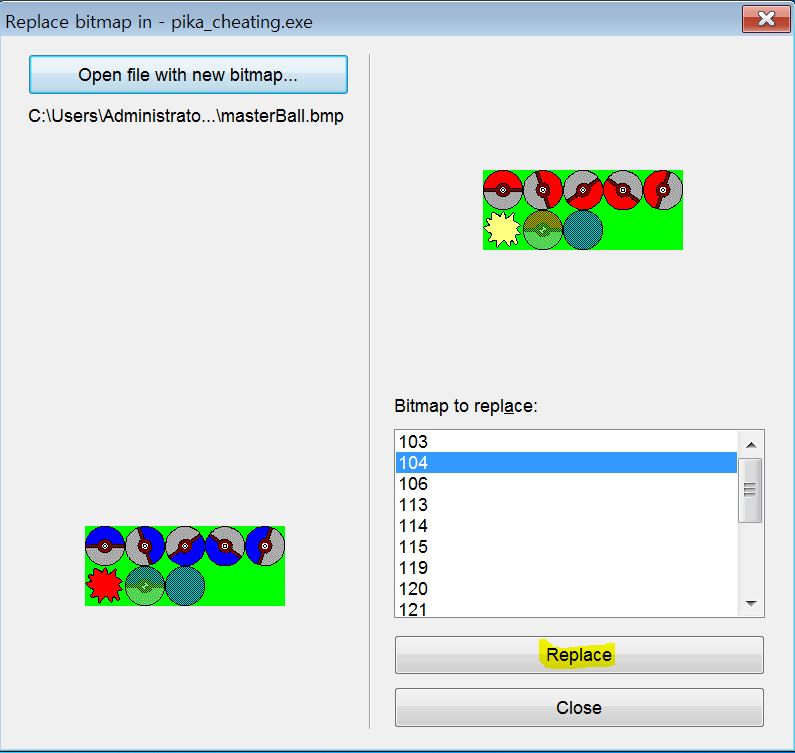 Replace bitmap in - pika_cheating.exe
Open file with new bitmap...
C:\Users\Administrato...\masterBall.bmp
Bitmap to replace:
103
104
106
113
114
115
119
120
121
Replace
Close